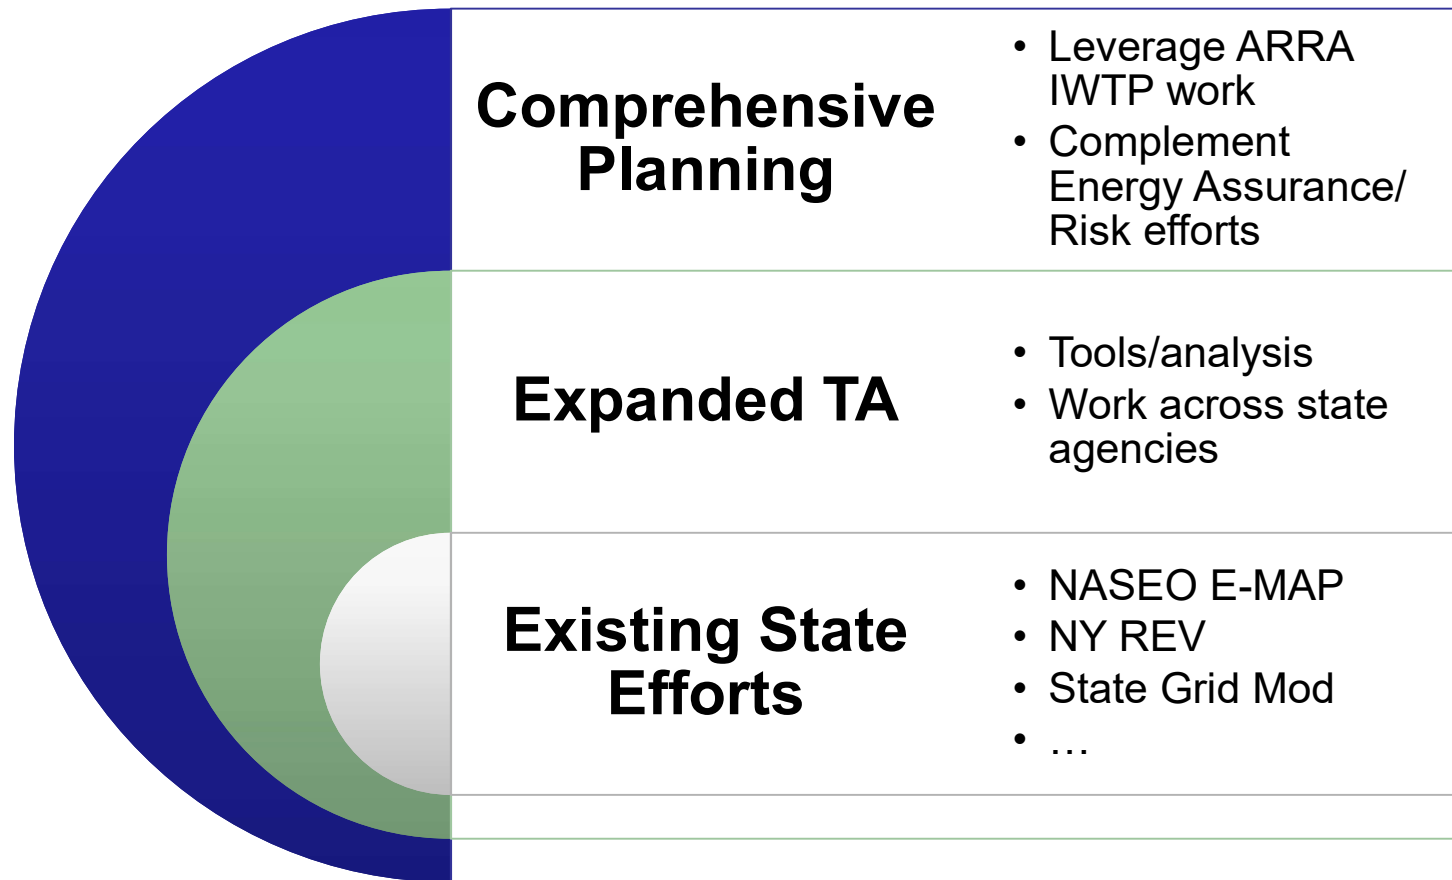 Comprehensive
Planning
• Leverage ARRA
IWTP work
• Complement
Energy Assurance/
Risk efforts
Expanded TA
• Tools/analysis
• Work across state
agencies
Existing State
Efforts
• NASEO E-MAP
• NY REV
• State Grid Mod
• …